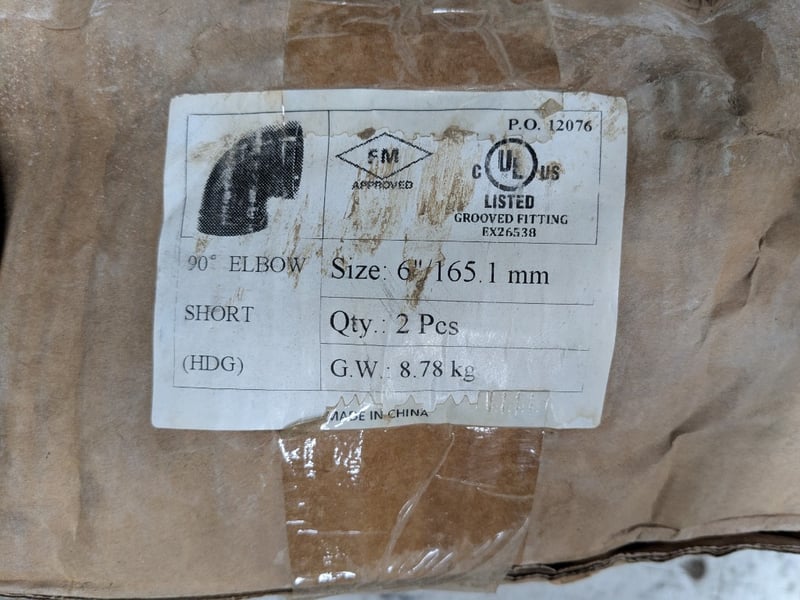 P.O. 12076
FM
APPROVED
C UL US
LISTED
GROOVED FITTING
EX26538
90° ELBOW
SHORT
(HDG)
Size: 6"/165.1 mm
Qty.: 2 Pcs
G.W.: 8.78 kg
MADE IN CHINA